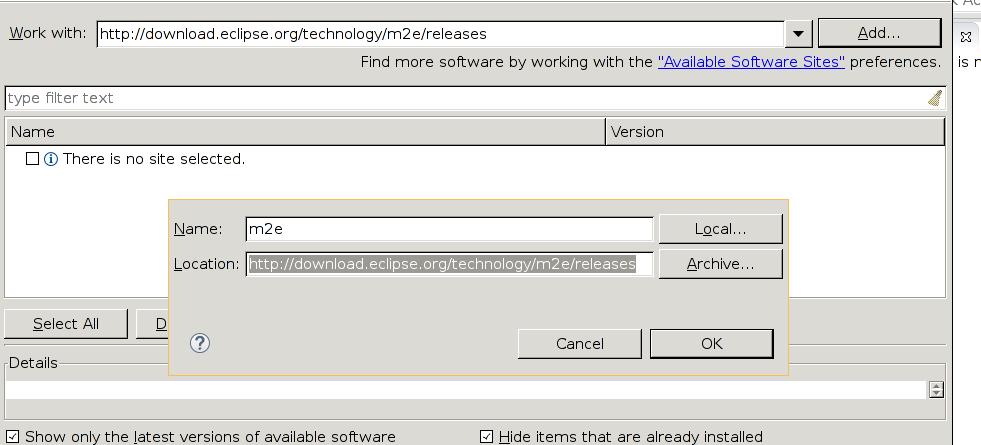 Work with: http://download.eclipse.org/technology/m2e/releases Add...
Find more software by working with the "Available Software Sites" preferences.
type filter text
Name Version
There is no site selected.
Name: m2e Local...
Location: http://download.eclipse.org/technology/m2e/releases Archive...
Select All D
? Cancel OK
Details
Show only the latest versions of available software Hide items that are already installed